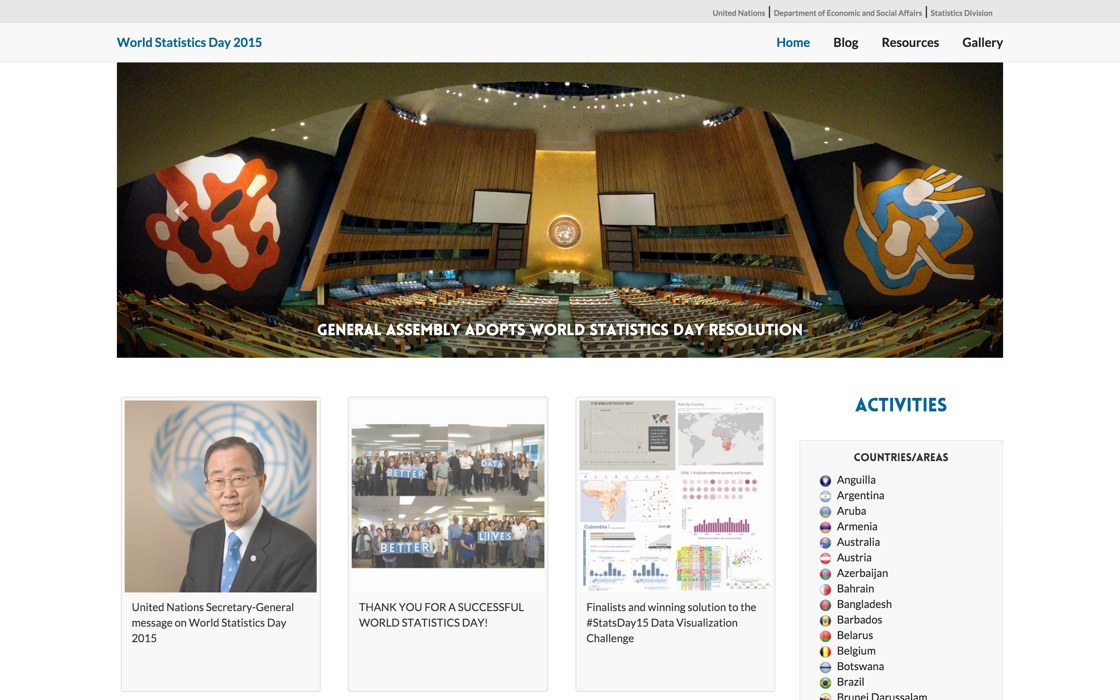 United Nations | Department of Economic and Social Affairs | Statistics Division
World Statistics Day 2015
Home Blog Resources Gallery
GENERAL ASSEMBLY ADOPTS WORLD STATISTICS DAY RESOLUTION
BETTER
DATA
BETTER
LIVES
Colombia
United Nations Secretary-General
message on World Statistics Day
2015
THANK YOU FOR A SUCCESSFUL
WORLD STATISTICS DAY!
Finalists and winning solution to the
#StatsDay15 Data Visualization
Challenge
ACTIVITIES
COUNTRIES/AREAS
Anguilla
Argentina
Aruba
Armenia
Australia
Austria
Azerbaijan
Bahrain
Bangladesh
Barbados
Belarus
Belgium
Botswana
Brazil
Brunei Darussalam